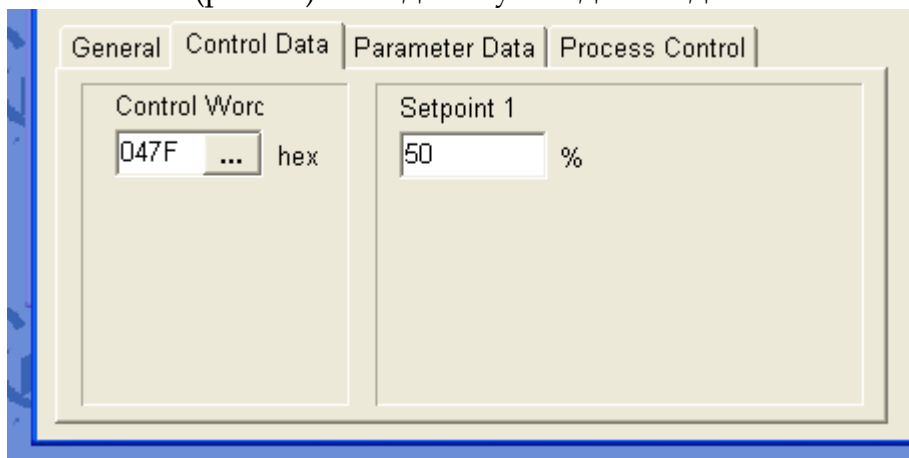 General Control Data Parameter Data Process Control
Control Worc Setpoint 1
047F ... hex 50 %